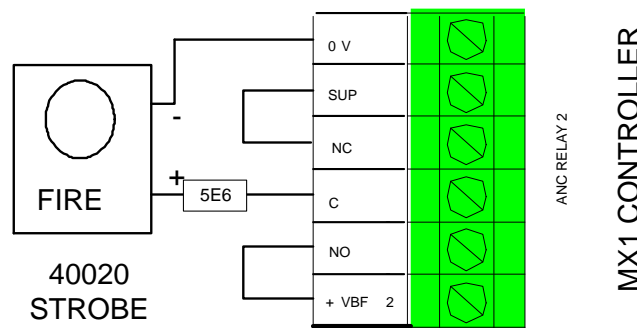 0 V
SUP
NC
C
NO
+ VBF 2
-
+
5E6
FIRE
40020
STROBE
ANC RELAY 2
MX1 CONTROLLER